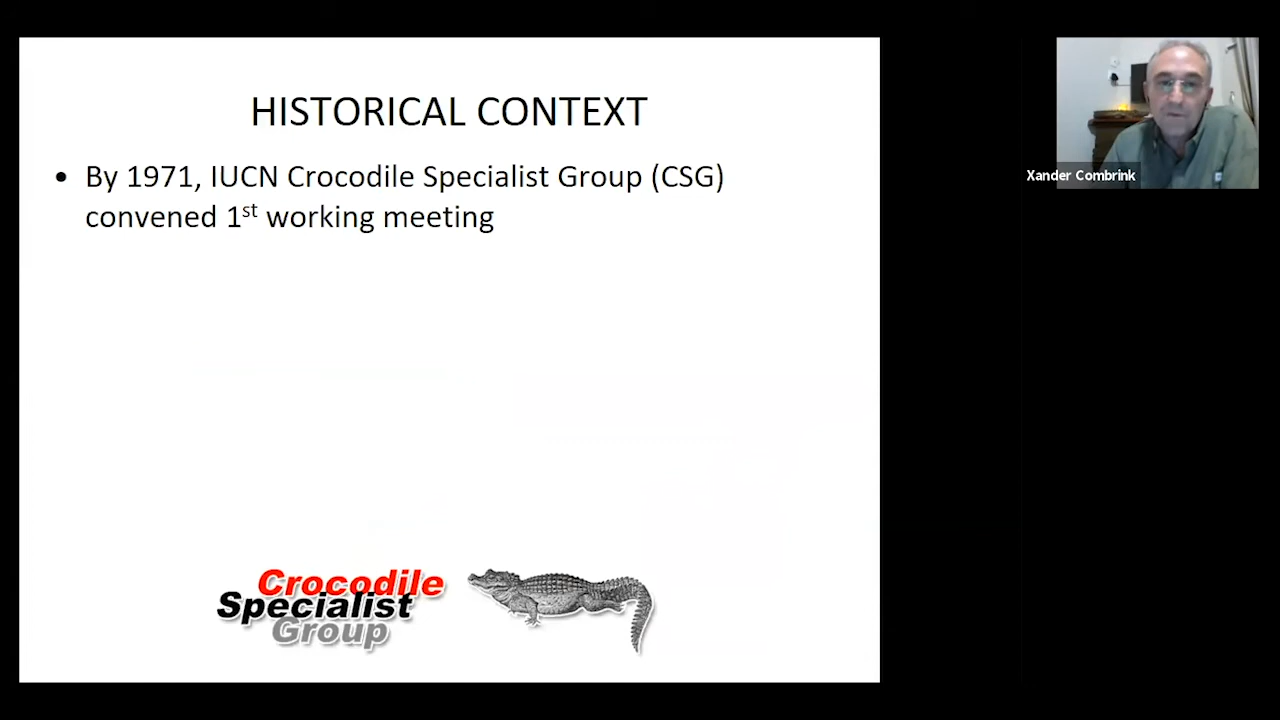 HISTORICAL CONTEXT
• By 1971, IUCN Crocodile Specialist Group (CSG)
convened 1st working meeting
Xander Combrink
Crocodile
Specialist
Group